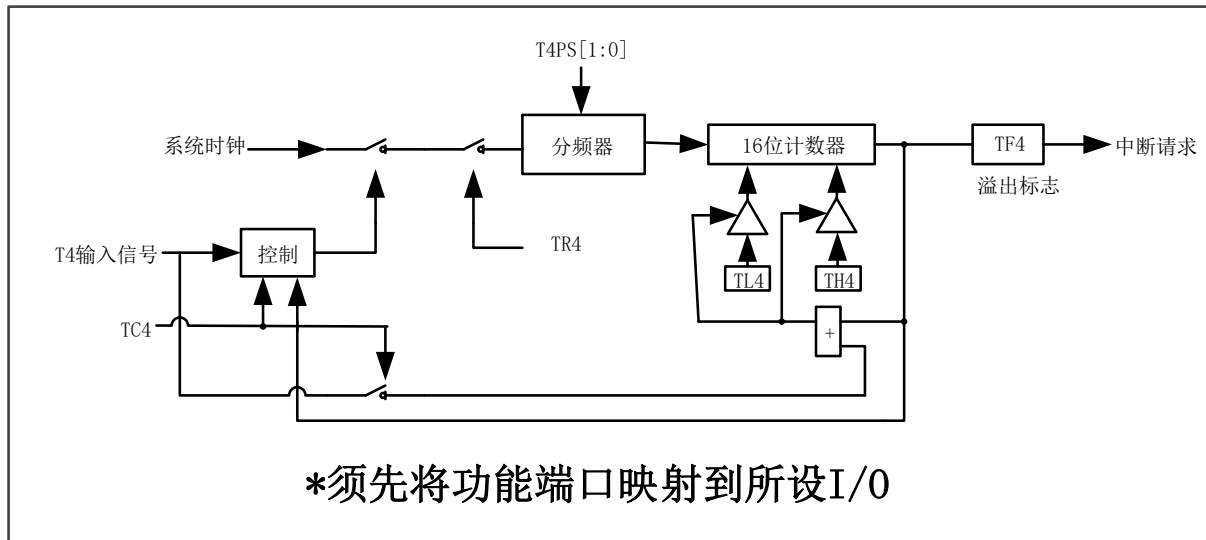 T4PS[1:0]
系统时钟
分频器
16位计数器
TF4
中断请求
溢出标志
T4输入信号
控制
TR4
TL4
TH4
TC4
+
*须先将功能端口映射到所设I/O